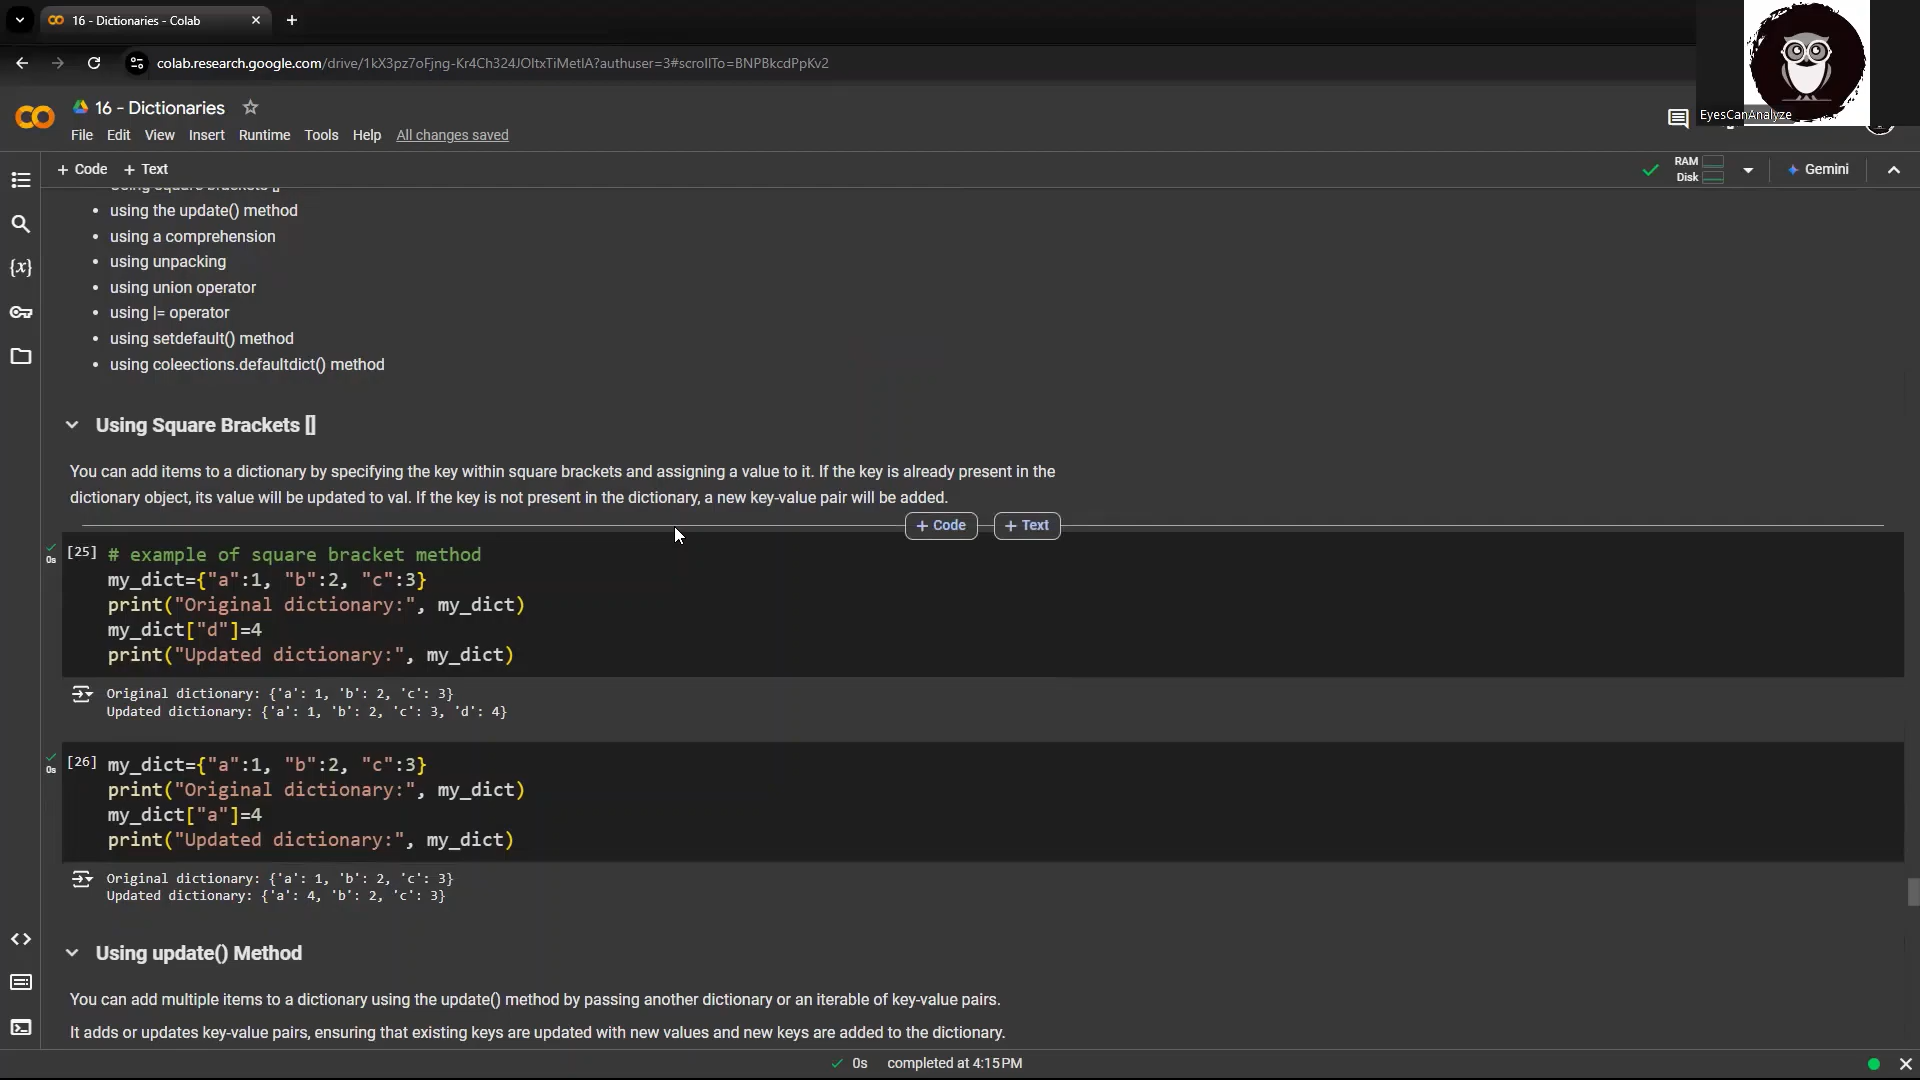 16 - Dictionaries - Colab
colab.research.google.com/drive/1kX3pz7oFjng-Kr4Ch324JOltxTiMetlA?authuser=3#scrollTo=BNPBkcdPpKv2
EyesCanAnalyze
CO 16 - Dictionaries
File Edit View Insert Runtime Tools Help All changes saved
+ Code + Text
RAM
Disk
Gemini
using square brackets []
• using the update() method
• using a comprehension
• using unpacking
• using union operator
• using |= operator
• using setdefault() method
• using coleections.defaultdict() method
Using Square Brackets []
You can add items to a dictionary by specifying the key within square brackets and assigning a value to it. If the key is already present in the
dictionary object, its value will be updated to val. If the key is not present in the dictionary, a new key-value pair will be added.
+ Code + Text
0s
[25] # example of square bracket method
my_dict={"a":1, "b":2, "c":3}
print("Original dictionary:", my_dict)
my_dict["d"]=4
print("Updated dictionary:", my_dict)
Original dictionary: {'a': 1, 'b': 2, 'c': 3}
Updated dictionary: {'a': 1, 'b': 2, 'c': 3, 'd': 4}
0s
[26] my_dict={"a":1, "b":2, "c":3}
print("Original dictionary:", my_dict)
my_dict["a"]=4
print("Updated dictionary:", my_dict)
Original dictionary: {'a': 1, 'b': 2, 'c': 3}
Updated dictionary: {'a': 4, 'b': 2, 'c': 3}
Using update() Method
You can add multiple items to a dictionary using the update() method by passing another dictionary or an iterable of key-value pairs.
It adds or updates key-value pairs, ensuring that existing keys are updated with new values and new keys are added to the dictionary.
0s completed at 4:15 PM